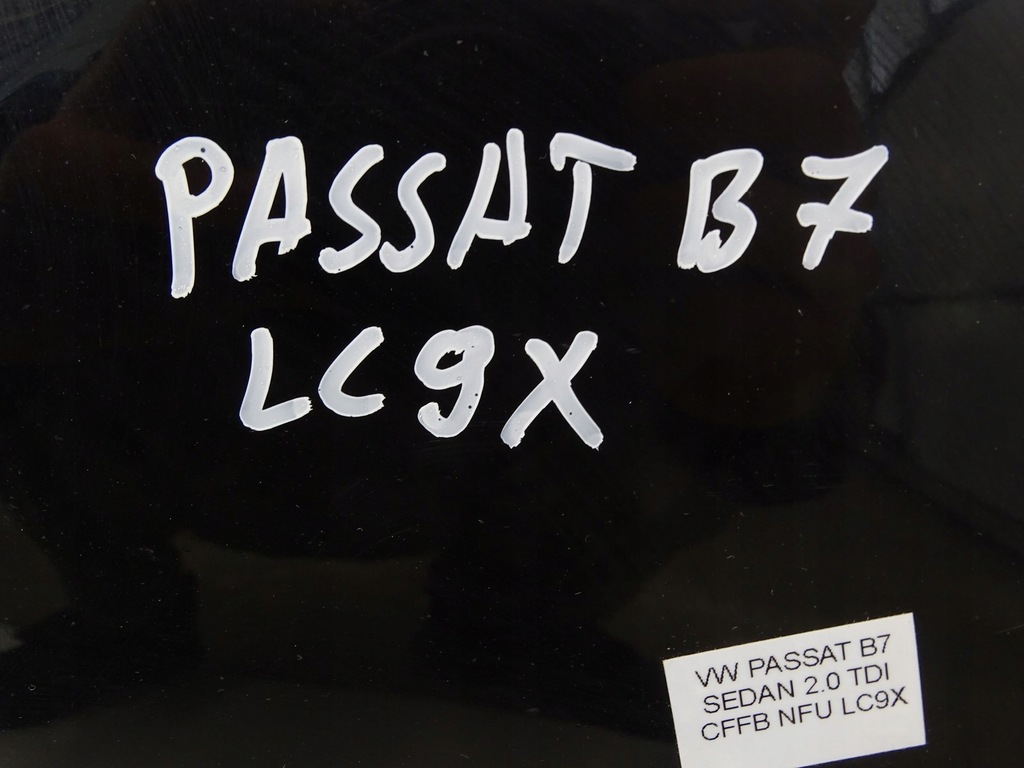 PASSAT B7
LC9X
VW PASSAT B7
SEDAN 2.0 TDI
CFFB NFU LC9X